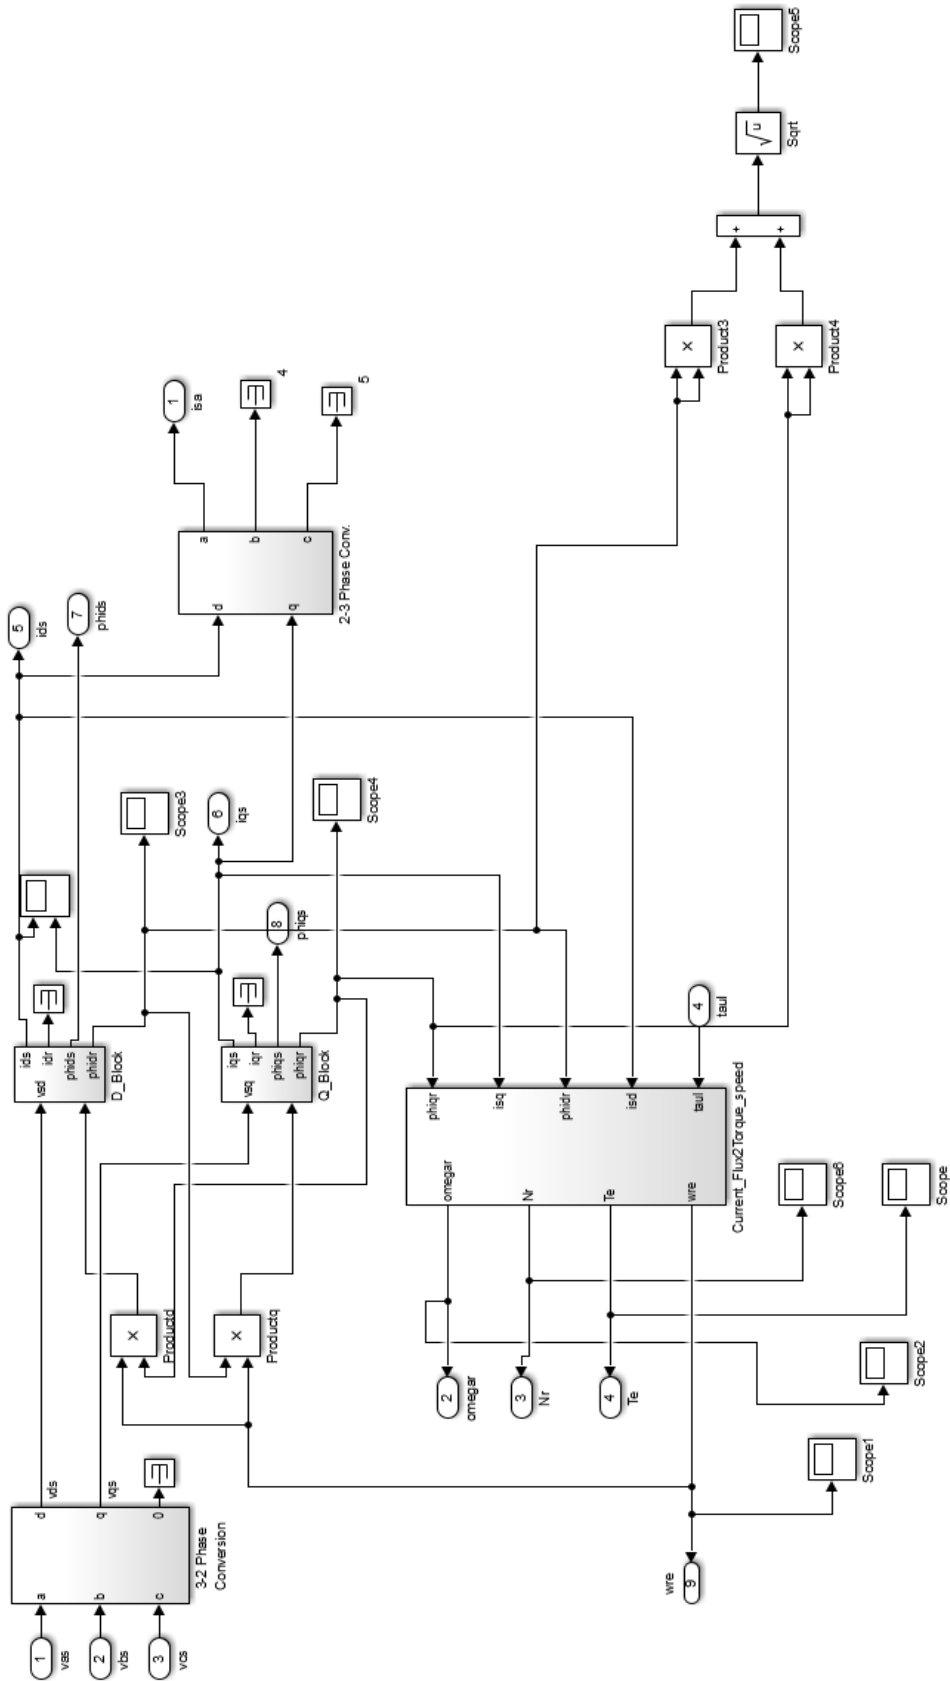 1
vas
2
vbs
3
vcs
a
b
c
d
q
0
3-2 Phase
Conversion
vds
vqs
×
Productd
×
Productq
vsd
ids
idr
phids
phidr
D_Block
vsq
iqs
iqr
phiqs
phiqr
Q_Block
5
ids
7
phids
Scope3
6
iqs
8
phiqs
Scope4
d
q
a
b
c
2-3 Phase Conv.
1
isa
4
5
9
wre
Scope1
2
omegar
3
Nr
4
Te
Scope2
Scope6
Scope
omegar
Nr
Te
wre
phiqr
isq
phidr
isd
taul
Current_Flux2Torque_speed
4
taul
×
Product3
×
Product4
+
+
√u
Sqrt
Scope5